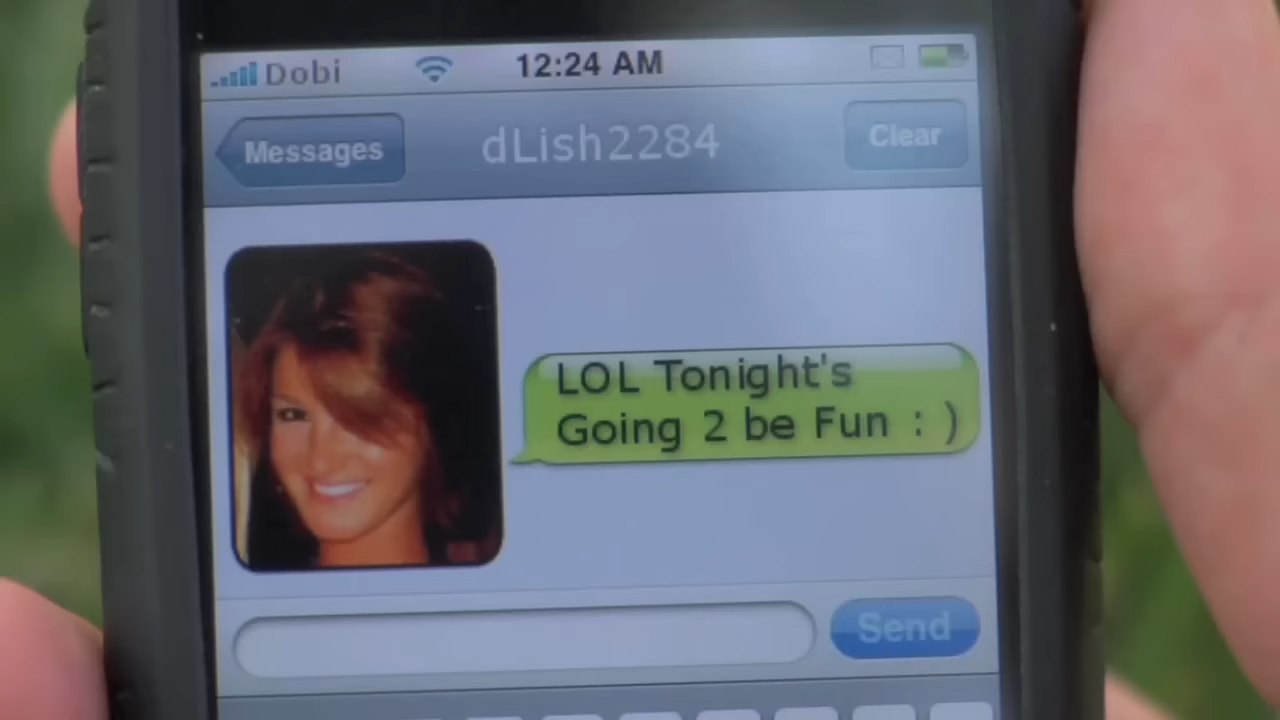 Dobi 12:24 AM
Messages dLish2284 Clear
LOL Tonight's
Going 2 be Fun : )
Send